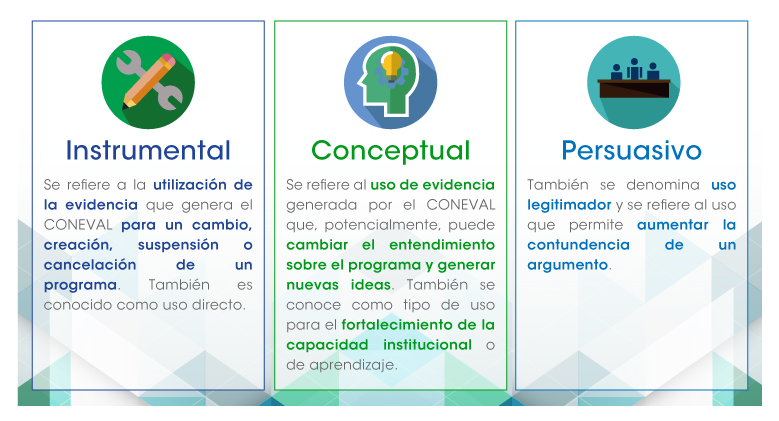 Instrumental
Se refiere a la utilización de
la evidencia que genera el
CONEVAL para un cambio,
creación, suspensión o
cancelación de un
programa. También es
conocido como uso directo.
Conceptual
Se refiere al uso de evidencia
generada por el CONEVAL
que, potencialmente, puede
cambiar el entendimiento
sobre el programa y generar
nuevas ideas. También se
conoce como tipo de uso
para el fortalecimiento de la
capacidad institucional o
de aprendizaje.
Persuasivo
También se denomina uso
legitimador y se refiere al uso
que permite aumentar la
contundencia de un
argumento.